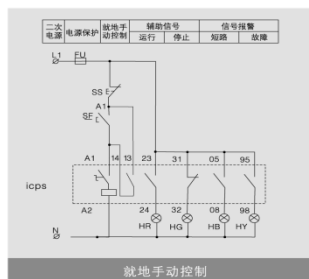 二次电源 电源保护 就地手动控制 辅助信号 信号报警
运行 停止 短路 故障
L1 FU
SS
A1
SF
A1 14 13 23 31 05 95
icps
A2 24 32 08 98
HR HG HB HY
N
就地手动控制